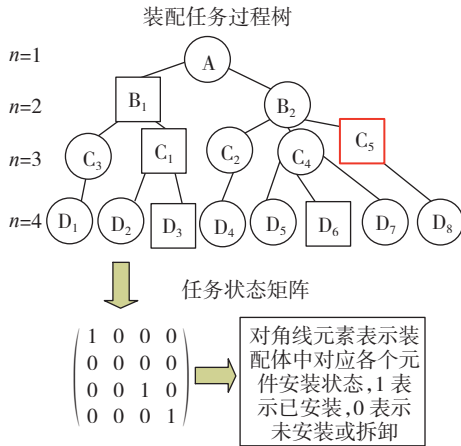 装配任务过程树
n=1 A
n=2 B₁ B₂
n=3 C₃ C₁ C₂ C₄ C₅
n=4 D₁ D₂ D₃ D₄ D₅ D₆ D₇ D₈
任务状态矩阵
1 0 0 0
0 0 0 0
0 0 1 0
0 0 0 1
对角线元素表示装
配体中对应各个元
件安装状态,1 表
示已安装,0 表示
未安装或拆卸